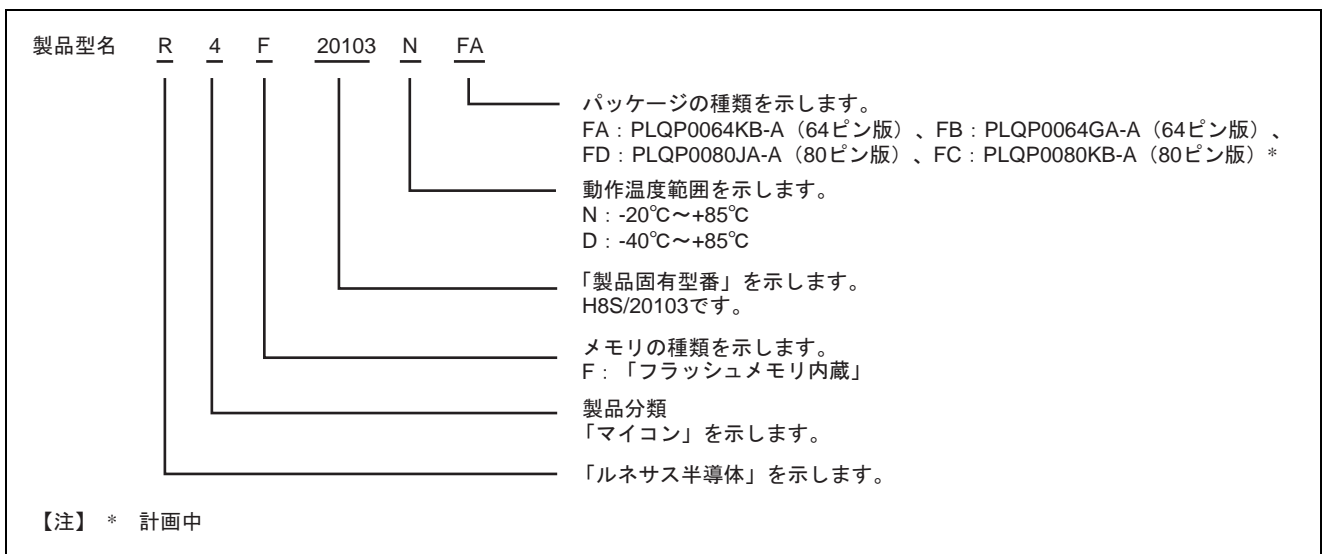 製品型名 R 4 F 20103 N FA
パッケージの種類を示します。
FA：PLQP0064KB-A（64ピン版）、FB：PLQP0064GA-A（64ピン版）、
FD：PLQP0080JA-A（80ピン版）、FC：PLQP0080KB-A（80ピン版）*
動作温度範囲を示します。
N：-20℃～+85℃
D：-40℃～+85℃
「製品固有型番」を示します。
H8S/20103です。
メモリの種類を示します。
F：「フラッシュメモリ内蔵」
製品分類
「マイコン」を示します。
「ルネサス半導体」を示します。
【注】 * 計画中